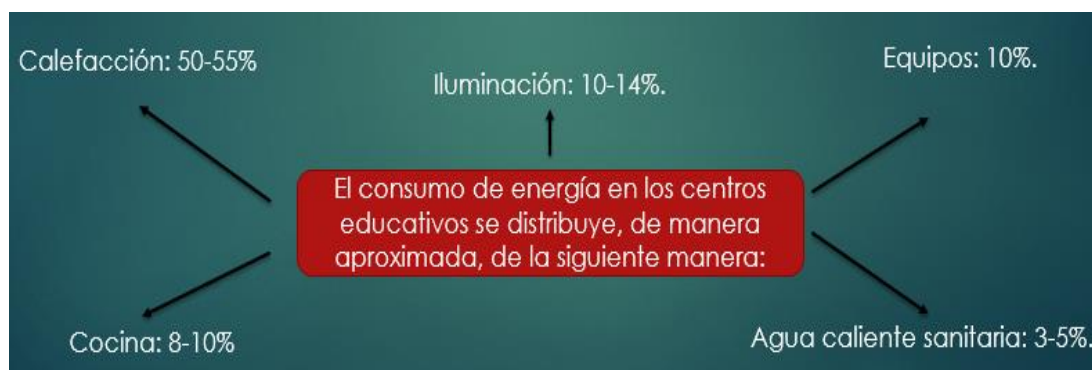 Calefacción: 50-55%
Iluminación: 10-14%.
Equipos: 10%.
El consumo de energía en los centros
educativos se distribuye, de manera
aproximada, de la siguiente manera:
Cocina: 8-10%
Agua caliente sanitaria: 3-5%.